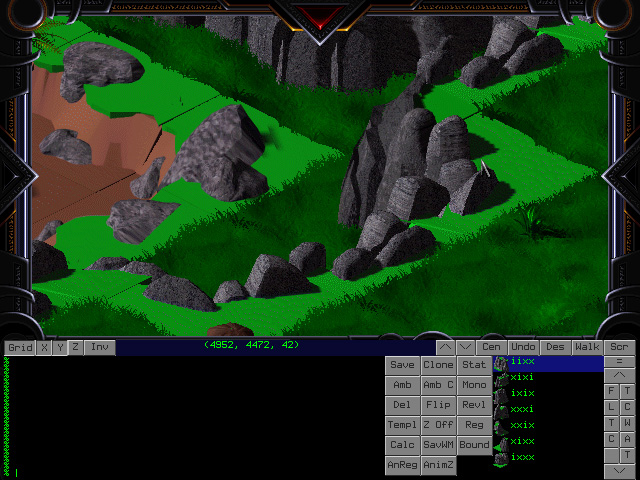 Grid X Y Z Inv (4952, 4472, 42) Cen Undo Des Walk Scr
Save Clone Stat iixx =
Amb Amb C Mono xixi
Del Flip Revl ixix F T
Templ Z Off Reg xxxi L C
Calc SavWM Bound xxix T W
AnReg AnimZ xixx C A
ixxx T